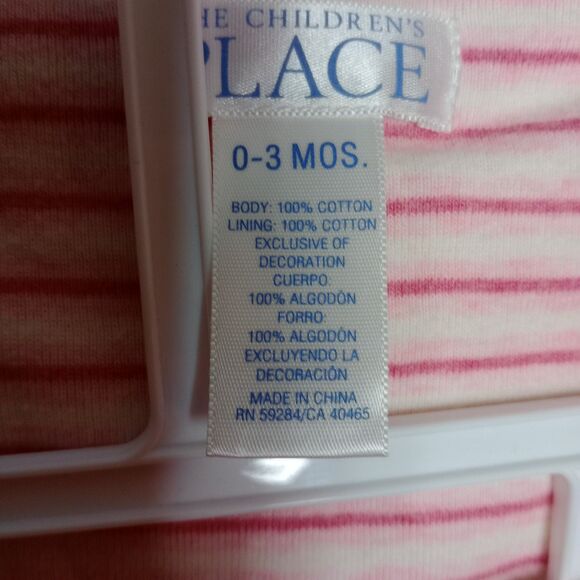 HE CHILDREN'S
PLACE
0-3 MOS.
BODY: 100% COTTON
LINING: 100% COTTON
EXCLUSIVE OF
DECORATION
CUERPO:
100% ALGODÓN
FORRO:
100% ALGODÓN
EXCLUYENDO LA
DECORACIÓN
MADE IN CHINA
RN 59284/CA 40465